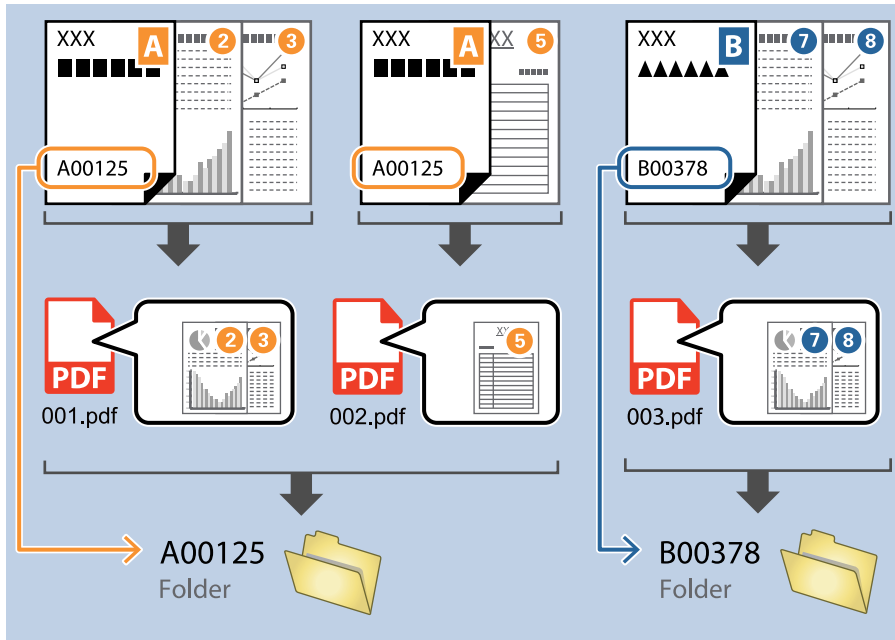 XXX
A
2
3
A00125
XXX
A
XX
5
A00125
XXX
B
7
8
B00378
PDF
2
3
001.pdf
PDF
5
002.pdf
PDF
7
8
003.pdf
A00125
Folder
B00378
Folder